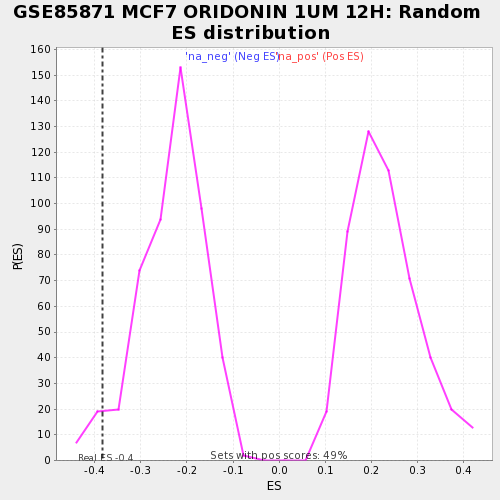 GSE85871 MCF7 ORIDONIN 1UM 12H: Random
ES distribution
'na_neg' (Neg ES) 'na_pos' (Pos ES)
160
150
140
130
120
110
100
90
80
70
60
50
40
30
20
10
0
P(ES)
Real ES -0.4
Sets with pos scores: 49%
-0.4 -0.3 -0.2 -0.1 0.0 0.1 0.2 0.3 0.4
ES